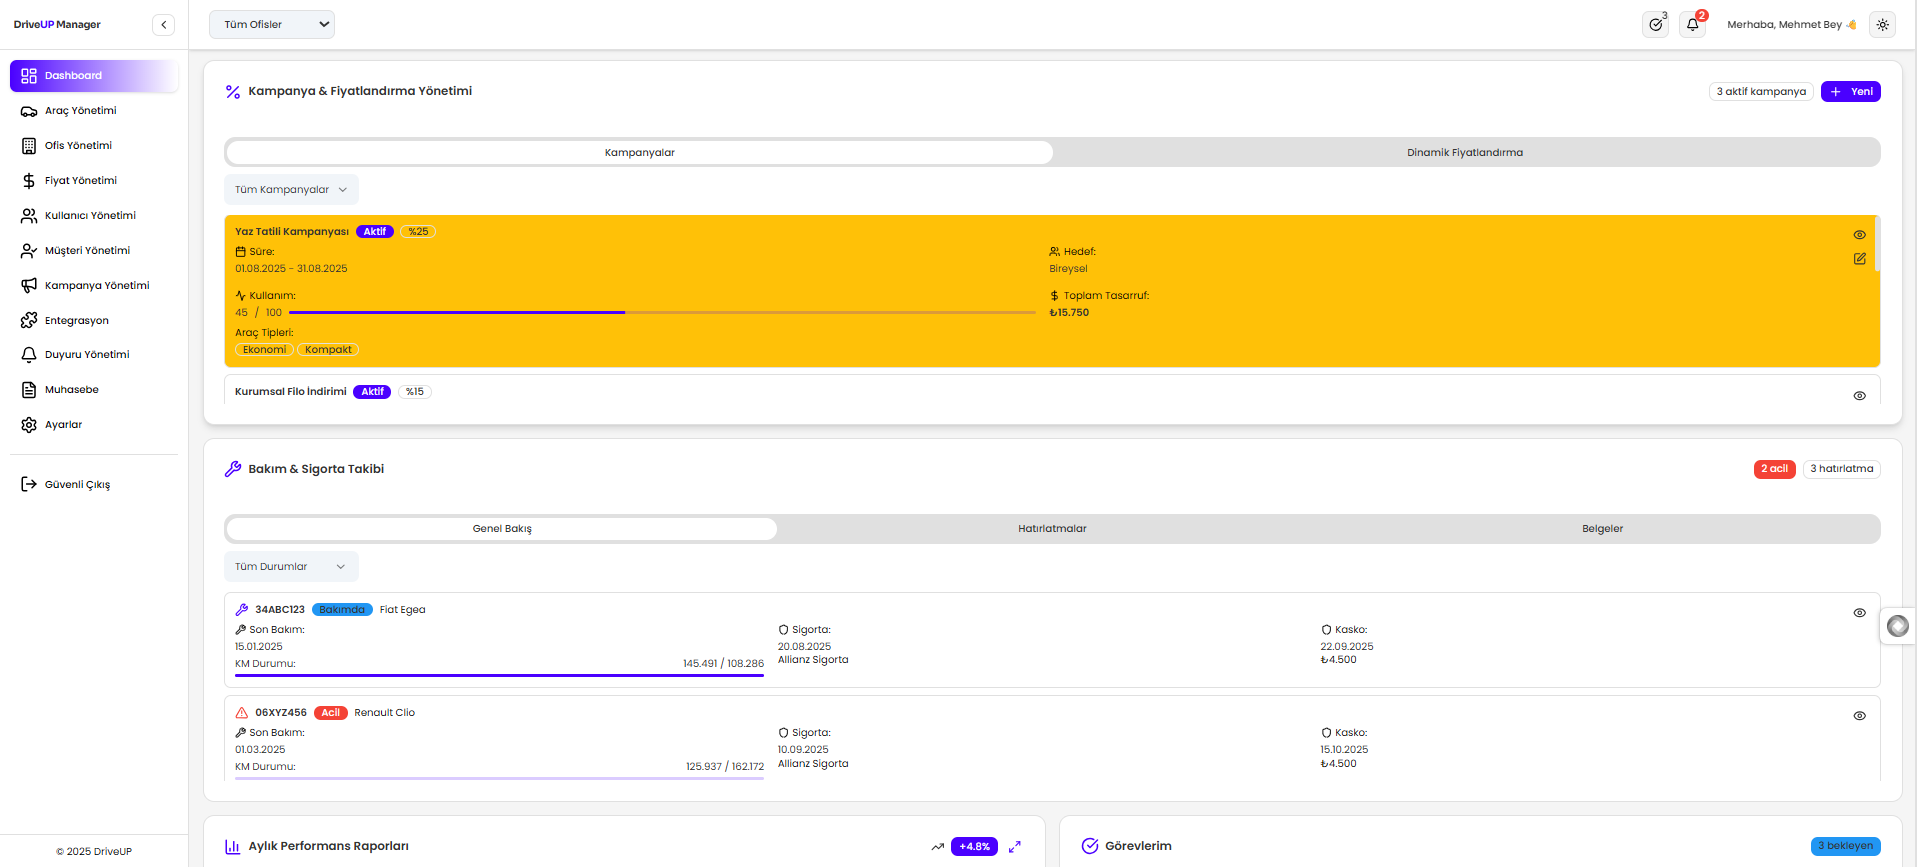 DriveUP Manager
Tüm Ofisler
3
2
Merhaba, Mehmet Bey
Dashboard
Araç Yönetimi
Ofis Yönetimi
Fiyat Yönetimi
Kullanıcı Yönetimi
Müşteri Yönetimi
Kampanya Yönetimi
Entegrasyon
Duyuru Yönetimi
Muhasebe
Ayarlar
Güvenli Çıkış
© 2025 DriveUP
Kampanya & Fiyatlandırma Yönetimi
3 aktif kampanya
+ Yeni
Kampanyalar
Dinamik Fiyatlandırma
Tüm Kampanyalar
Yaz Tatili Kampanyası Aktif %25
Süre:
01.08.2025 - 31.08.2025
Hedef:
Bireysel
Kullanım:
45 / 100
Toplam Tasarruf:
₺15.750
Araç Tipleri:
Ekonomi Kompakt
Kurumsal Filo İndirimi Aktif %15
Bakım & Sigorta Takibi
2 acil
3 hatırlatma
Genel Bakış
Hatırlatmalar
Belgeler
Tüm Durumlar
34ABC123 Bakımda Fiat Egea
Son Bakım:
15.01.2025
KM Durumu: 145.491 / 108.286
Sigorta:
20.08.2025
Allianz Sigorta
Kasko:
22.09.2025
₺4.500
06XYZ456 Acil Renault Clio
Son Bakım:
01.03.2025
KM Durumu: 125.937 / 162.172
Sigorta:
10.09.2025
Allianz Sigorta
Kasko:
15.10.2025
₺4.500
Aylık Performans Raporları
+4.8%
Görevlerim
3 bekleyen